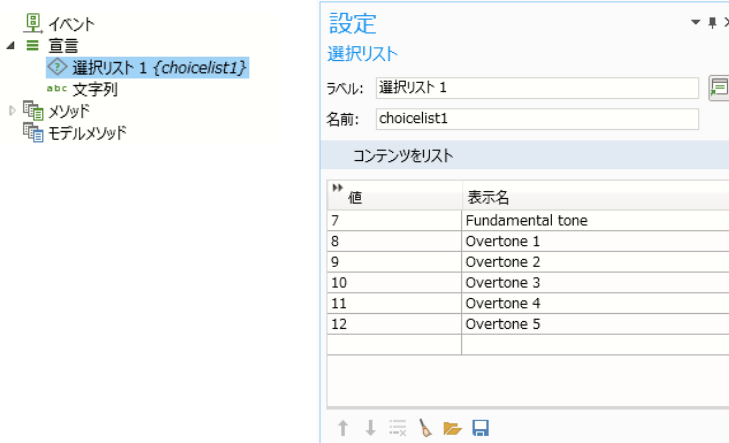 イベント
宣言
選択リスト 1 {choicelist1}
abc 文字列
メソッド
モデルメソッド
設定
選択リスト
ラベル: 選択リスト 1
名前: choicelist1
コンテンツをリスト
値 表示名
7 Fundamental tone
8 Overtone 1
9 Overtone 2
10 Overtone 3
11 Overtone 4
12 Overtone 5